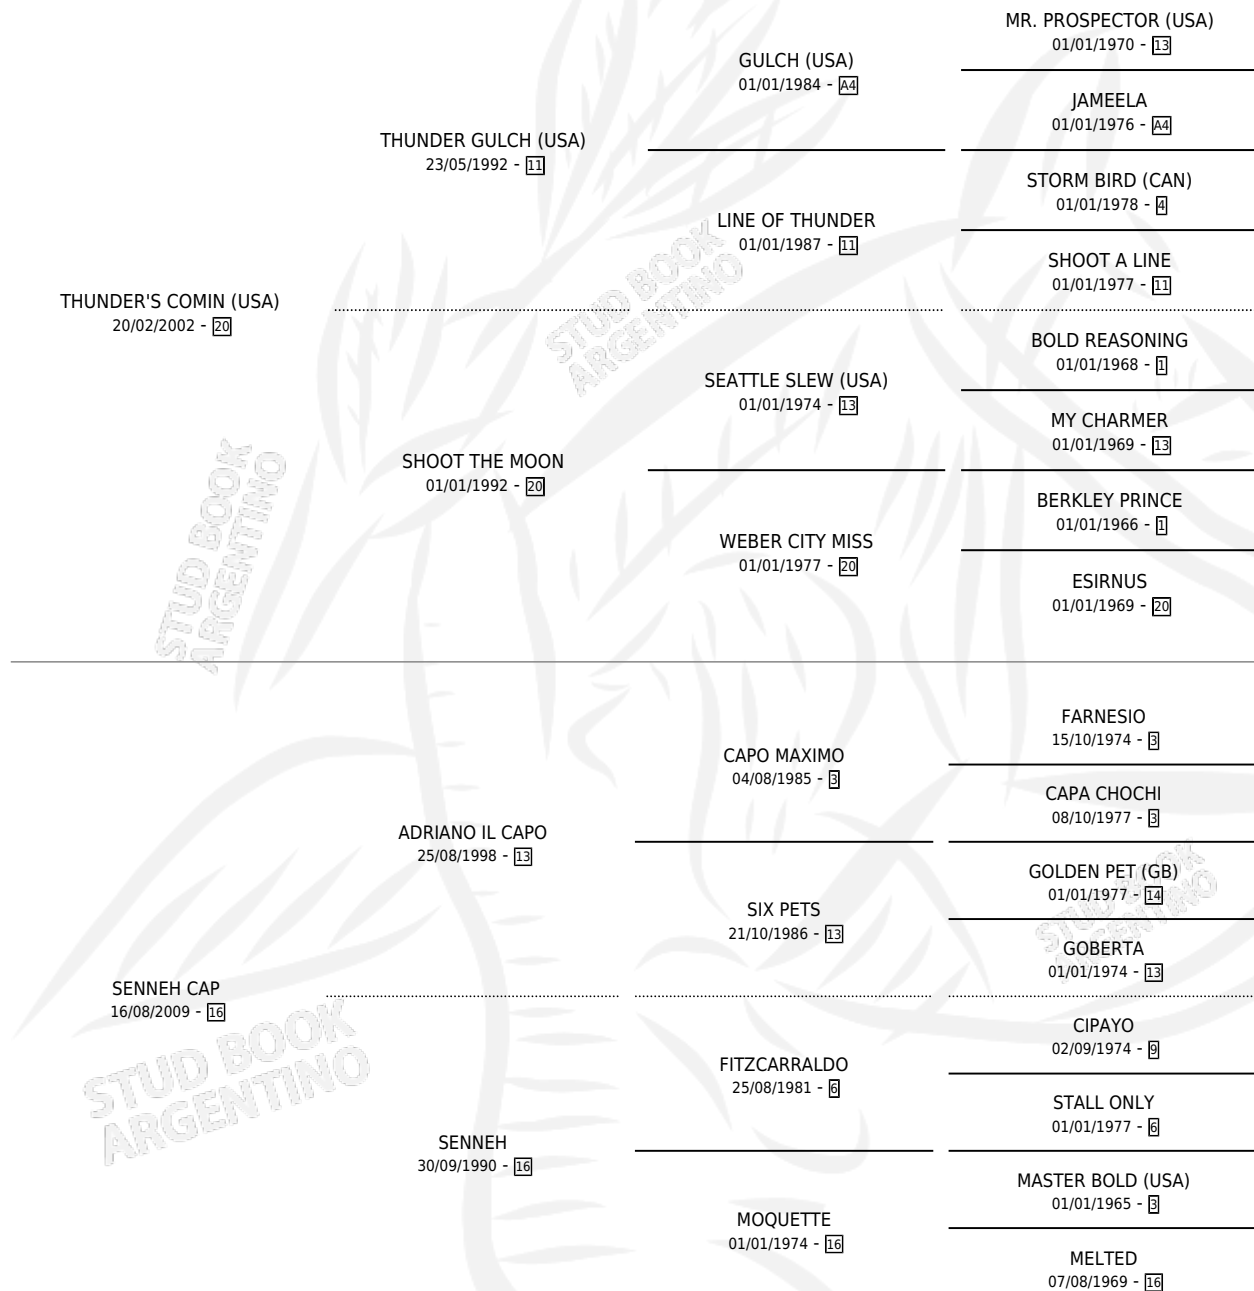 MR. PROSPECTOR (USA)
01/01/1970 - 13
GULCH (USA)
01/01/1984 - A4
JAMEELA
01/01/1976 - A4
THUNDER GULCH (USA)
23/05/1992 - 11
STORM BIRD (CAN)
01/01/1978 - 4
LINE OF THUNDER
01/01/1987 - 11
SHOOT A LINE
01/01/1977 - 11
STUD BOOK
ARGENTINO
THUNDER'S COMIN (USA)
20/02/2002 - 20
BOLD REASONING
01/01/1968 - 1
SEATTLE SLEW (USA)
01/01/1974 - 13
MY CHARMER
01/01/1969 - 13
SHOOT THE MOON
01/01/1992 - 20
BERKLEY PRINCE
01/01/1966 - 1
WEBER CITY MISS
01/01/1977 - 20
ESIRNUS
01/01/1969 - 20
STUD BOOK
ARGENTINO
FARNESIO
15/10/1974 - 3
CAPO MAXIMO
04/08/1985 - 3
CAPA CHOCHI
08/10/1977 - 3
ADRIANO IL CAPO
25/08/1998 - 13
GOLDEN PET (GB)
01/01/1977 - 14
SIX PETS
21/10/1986 - 13
GOBERTA
01/01/1974 - 13
STUD BOOK
ARGENTINO
SENNEH CAP
16/08/2009 - 16
CIPAYO
02/09/1974 - 9
FITZCARRALDO
25/08/1981 - 6
STALL ONLY
01/01/1977 - 6
STUD BOOK
ARGENTINO
SENNEH
30/09/1990 - 16
MASTER BOLD (USA)
01/01/1965 - 3
MOQUETTE
01/01/1974 - 16
MELTED
07/08/1969 - 16